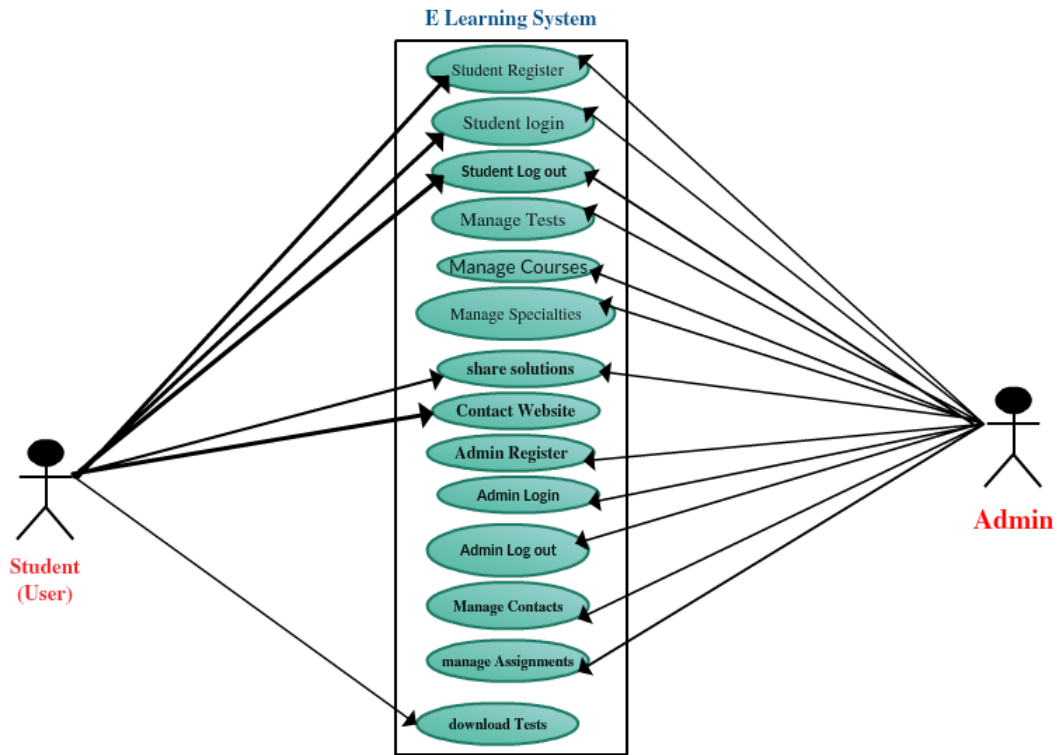 E Learning System
Student Register
Student login
Student Log out
Manage Tests
Manage Courses
Manage Specialties
share solutions
Contact Website
Admin Register
Admin Login
Admin Log out
Manage Contacts
manage Assignments
download Tests
Student
(User)
Admin